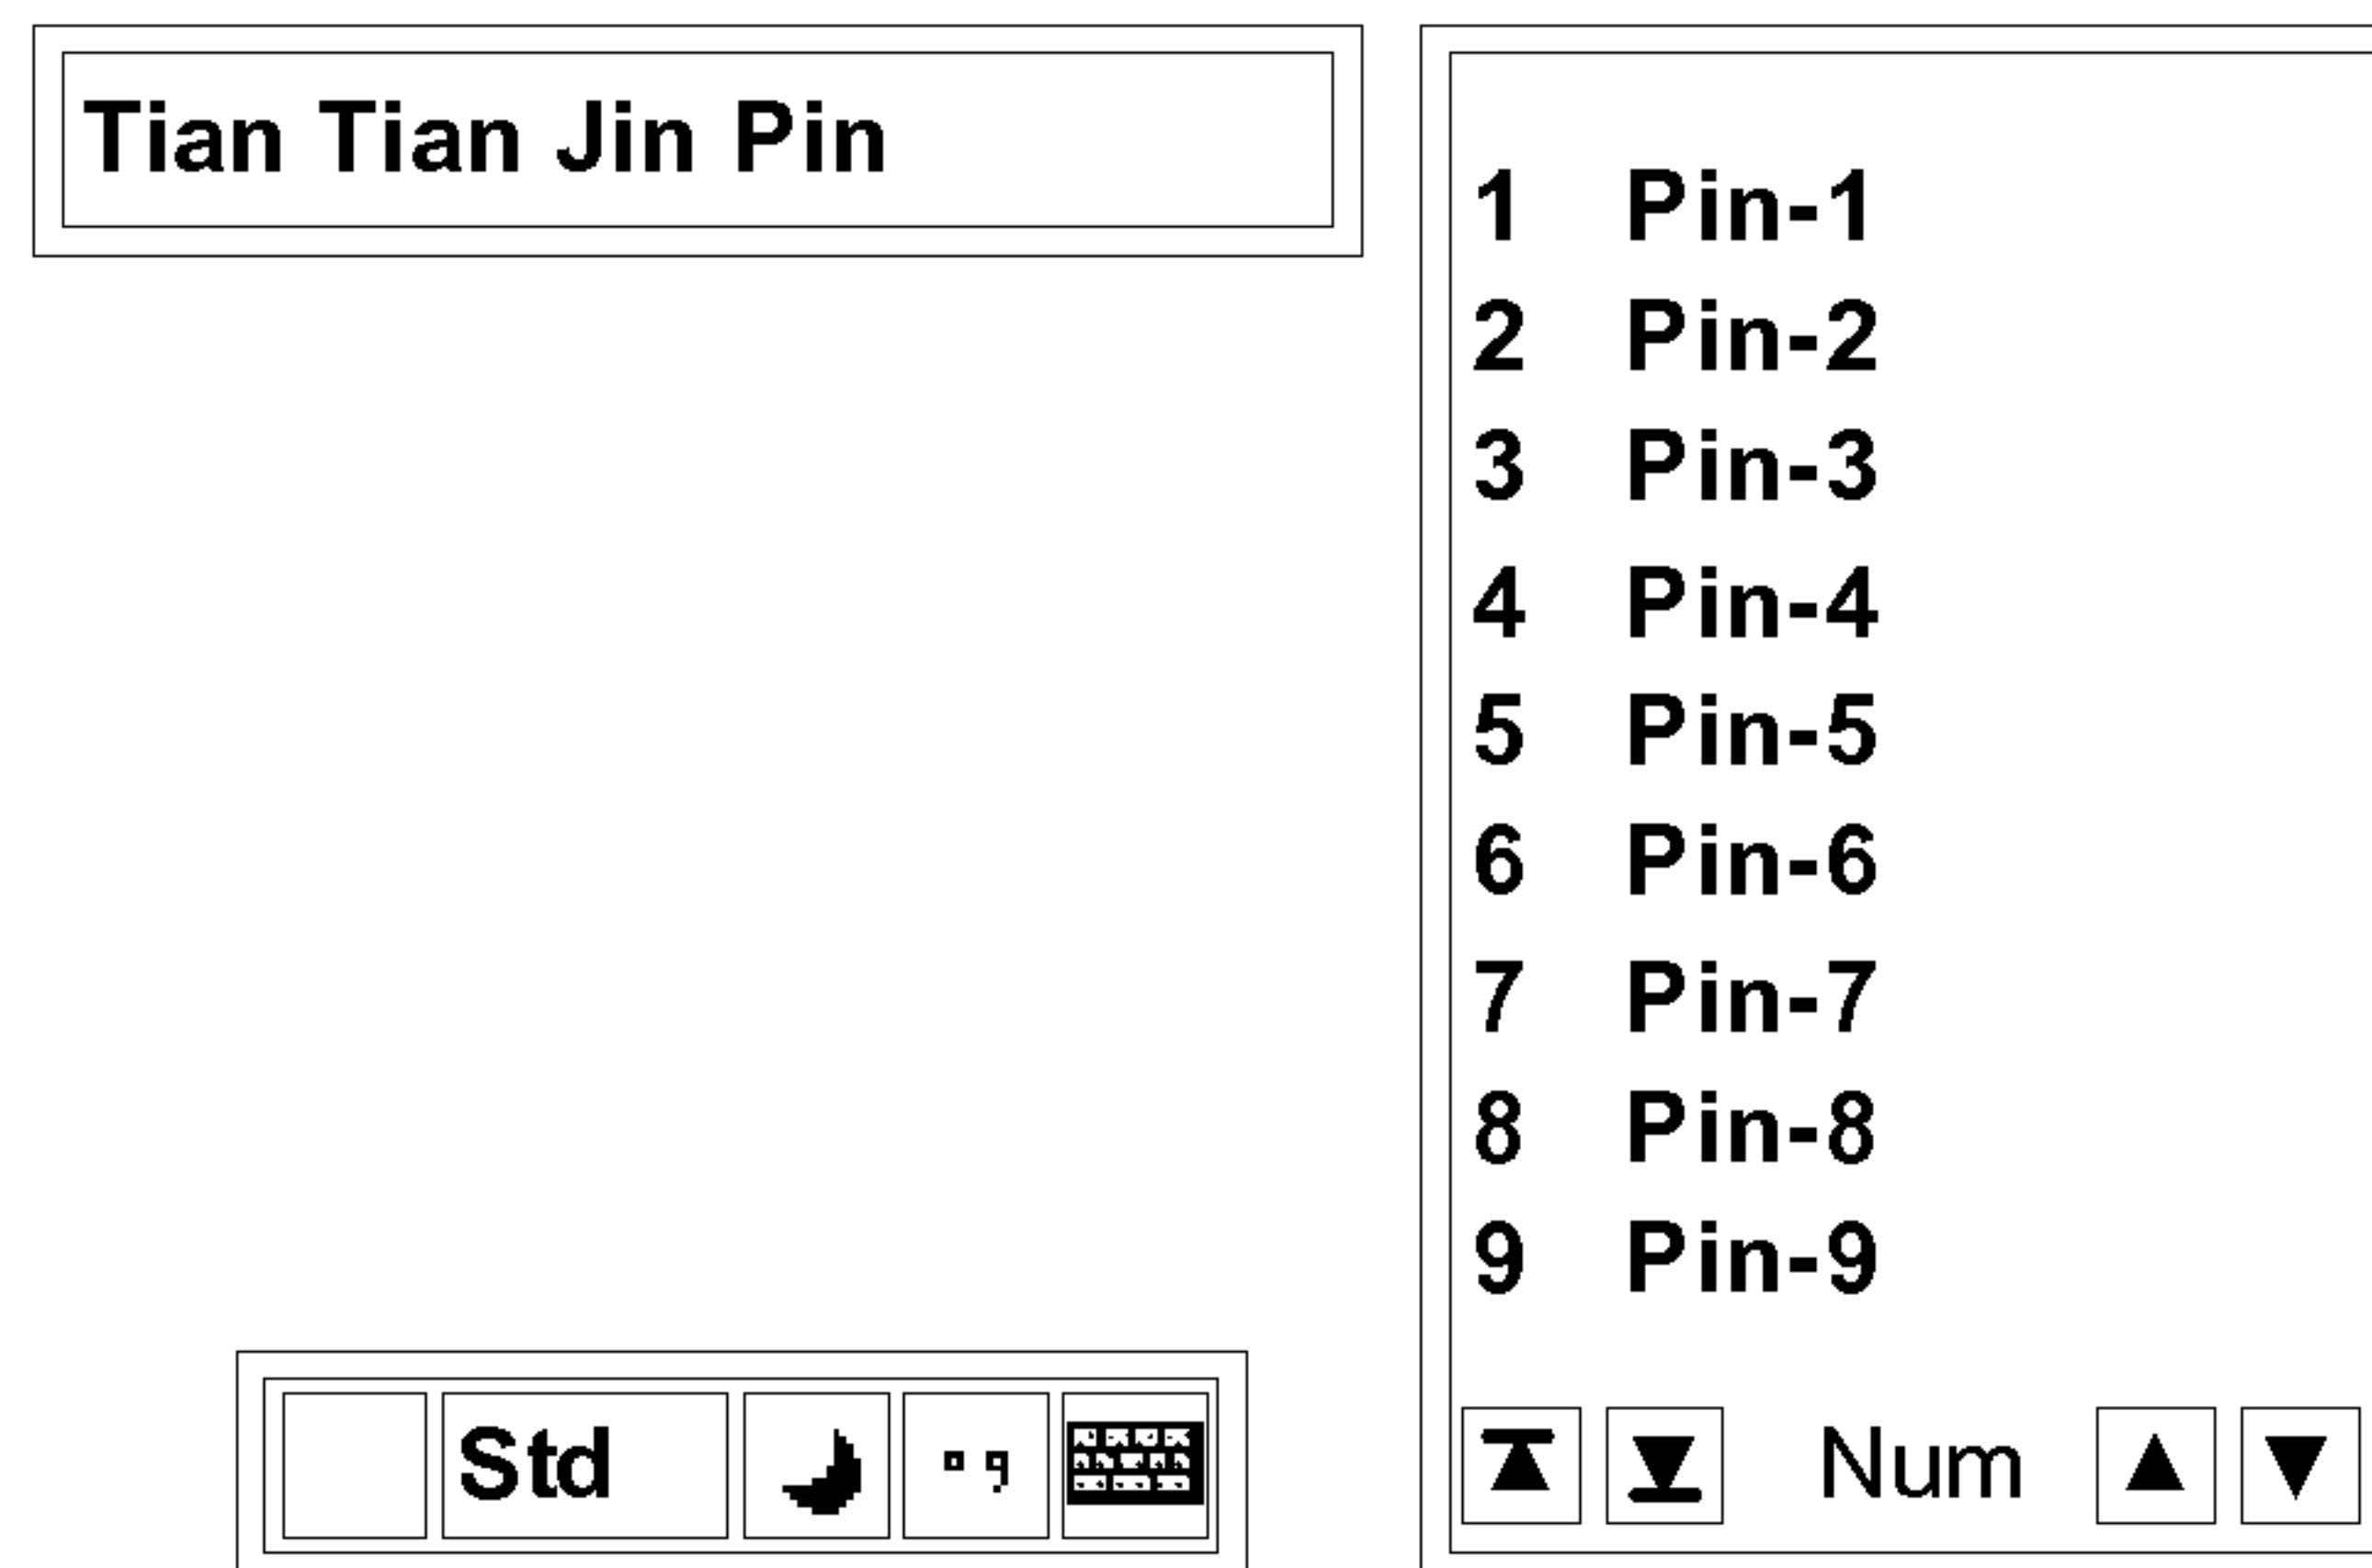 Tian Tian Jin Pin
1 Pin-1
2 Pin-2
3 Pin-3
4 Pin-4
5 Pin-5
6 Pin-6
7 Pin-7
8 Pin-8
9 Pin-9
Std
Num